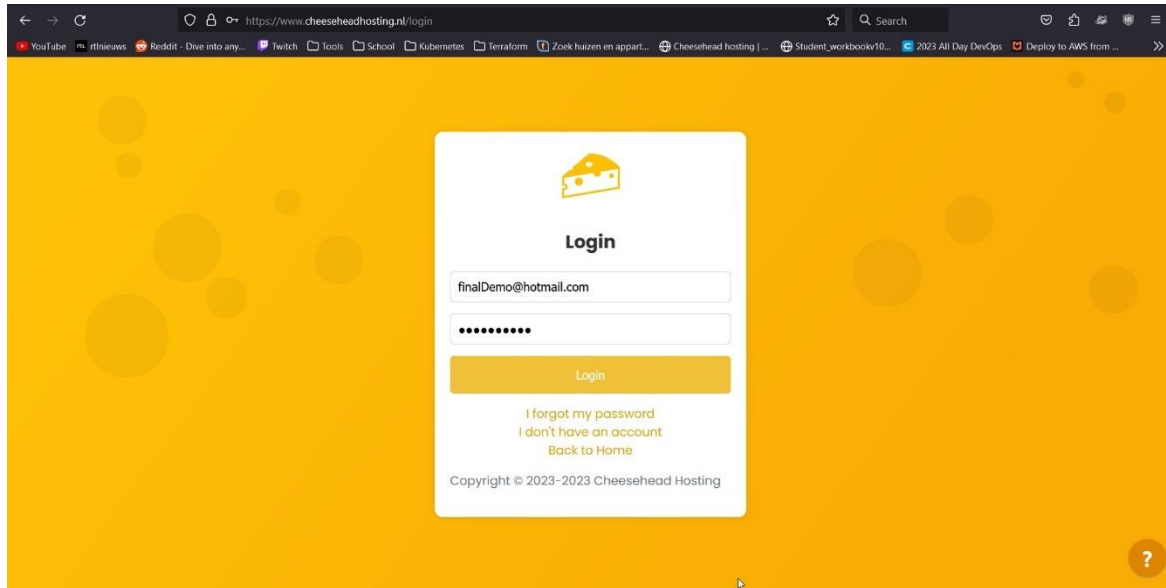 https://www.cheeseheadhosting.nl/login
Search
YouTube rtlnieuws Reddit - Dive into any... Twitch Tools School Kubernetes Terraform Zoek huizen en appart... Cheesehead hosting | ... Student_workbookv10... 2023 All Day DevOps Deploy to AWS from ...
Login
finalDemo@hotmail.com
Login
I forgot my password
I don't have an account
Back to Home
Copyright © 2023-2023 Cheesehead Hosting
?